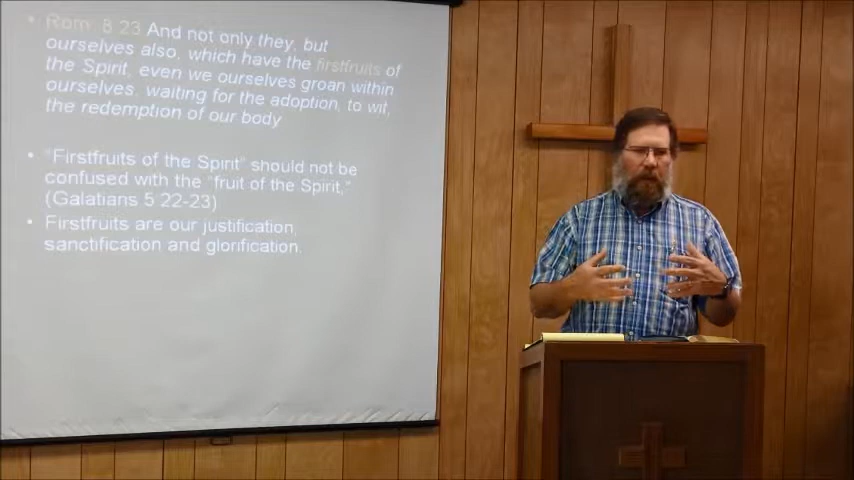 • Rom. 8:23 And not only they, but
ourselves also, which have the firstfruits of
the Spirit, even we ourselves groan within
ourselves, waiting for the adoption, to wit,
the redemption of our body
• "Firstfruits of the Spirit" should not be
confused with the "fruit of the Spirit,"
(Galatians 5:22-23)
• Firstfruits are our justification,
sanctification and glorification.